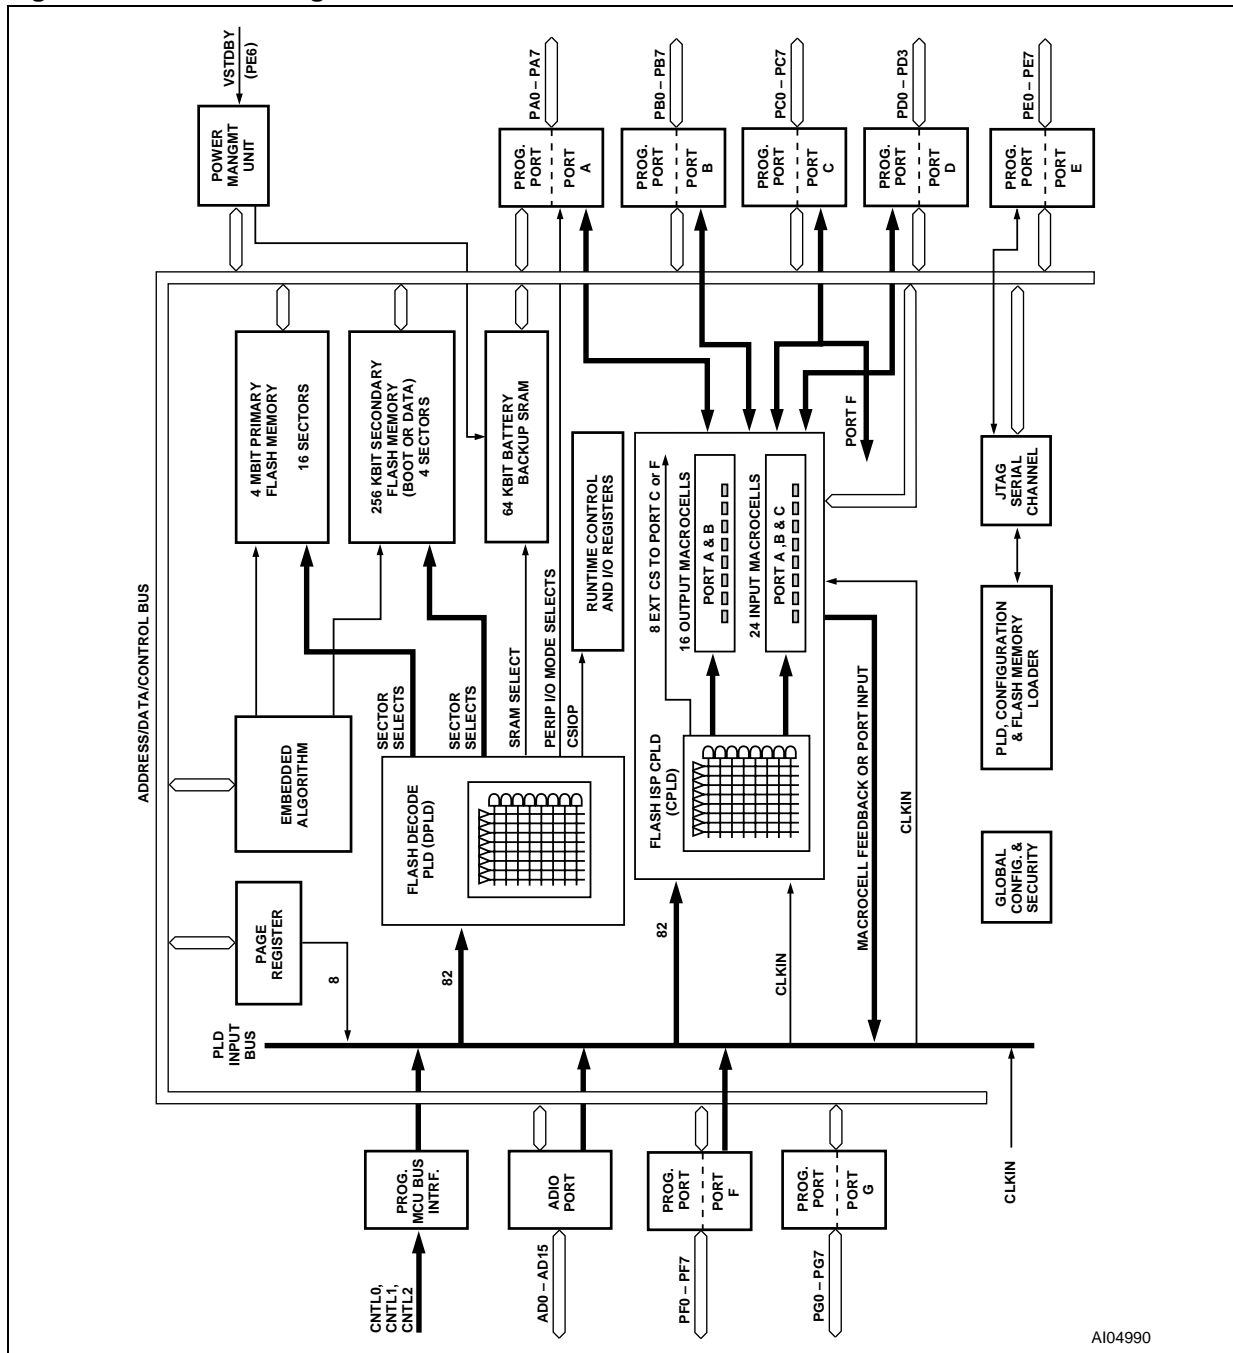 VSTDBY
(PE6)
POWER
MANGMT
UNIT
PA0 – PA7
PROG.
PORT
PORT
A
PB0 – PB7
PROG.
PORT
PORT
B
PC0 – PC7
PROG.
PORT
PORT
C
PD0 – PD3
PROG.
PORT
PORT
D
PE0 – PE7
PROG.
PORT
PORT
E
ADDRESS/DATA/CONTROL BUS
4 MBIT PRIMARY
FLASH MEMORY
16 SECTORS
256 KBIT SECONDARY
FLASH MEMORY
(BOOT OR DATA)
4 SECTORS
64 KBIT BATTERY
BACKUP SRAM
RUNTIME CONTROL
AND I/O REGISTERS
PORT F
JTAG
SERIAL
CHANNEL
EMBEDDED
ALGORITHM
SECTOR
SELECTS
SECTOR
SELECTS
SRAM SELECT
PERIP I/O MODE SELECTS
CSIOP
8 EXT CS TO PORT C or F
16 OUTPUT MACROCELLS
PORT A & B
24 INPUT MACROCELLS
PORT A ,B & C
MACROCELL FEEDBACK OR PORT INPUT
CLKIN
PLD, CONFIGURATION
& FLASH MEMORY
LOADER
FLASH DECODE
PLD (DPLD)
FLASH ISP CPLD
(CPLD)
GLOBAL
CONFIG. &
SECURITY
PAGE
REGISTER
8
82
82
CLKIN
PLD
INPUT
BUS
PROG.
MCU BUS
INTRF.
CNTL0,
CNTL1,
CNTL2
ADIO
PORT
AD0 – AD15
PROG.
PORT
PORT
F
PF0 – PF7
PROG.
PORT
PORT
G
PG0 – PG7
CLKIN
AI04990